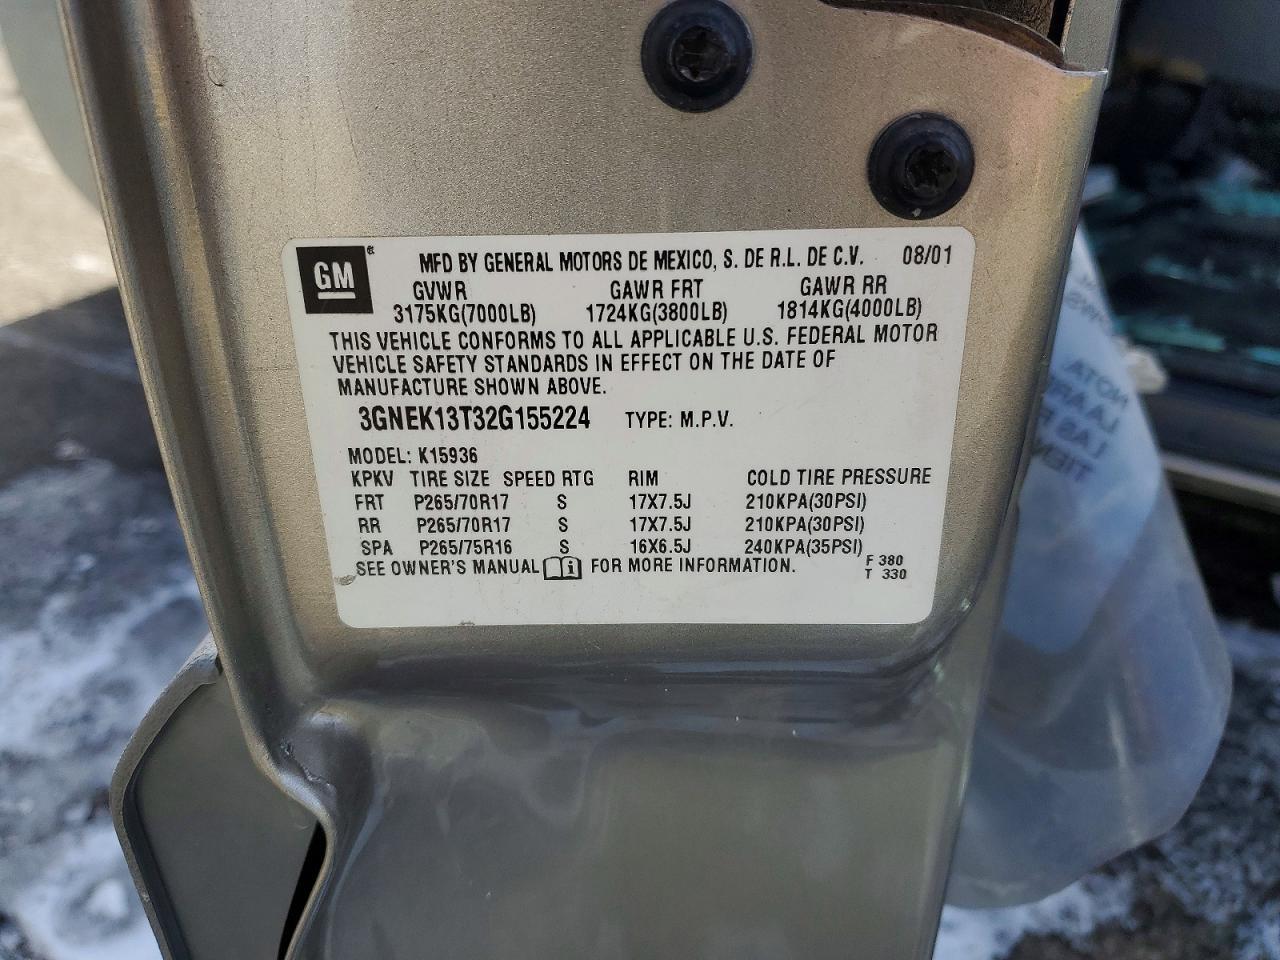 GM ® MFD BY GENERAL MOTORS DE MEXICO, S. DE R.L. DE C.V. 08/01
GVWR GAWR FRT GAWR RR
3175KG(7000LB) 1724KG(3800LB) 1814KG(4000LB)
THIS VEHICLE CONFORMS TO ALL APPLICABLE U.S. FEDERAL MOTOR
VEHICLE SAFETY STANDARDS IN EFFECT ON THE DATE OF
MANUFACTURE SHOWN ABOVE.
3GNEK13T32G155224 TYPE: M.P.V.
MODEL: K15936
KPKV TIRE SIZE SPEED RTG RIM COLD TIRE PRESSURE
FRT P265/70R17 S 17X7.5J 210KPA(30PSI)
RR P265/70R17 S 17X7.5J 210KPA(30PSI)
SPA P265/75R16 S 16X6.5J 240KPA(35PSI)
SEE OWNER'S MANUAL i FOR MORE INFORMATION.
F 380
T 330
NOTA